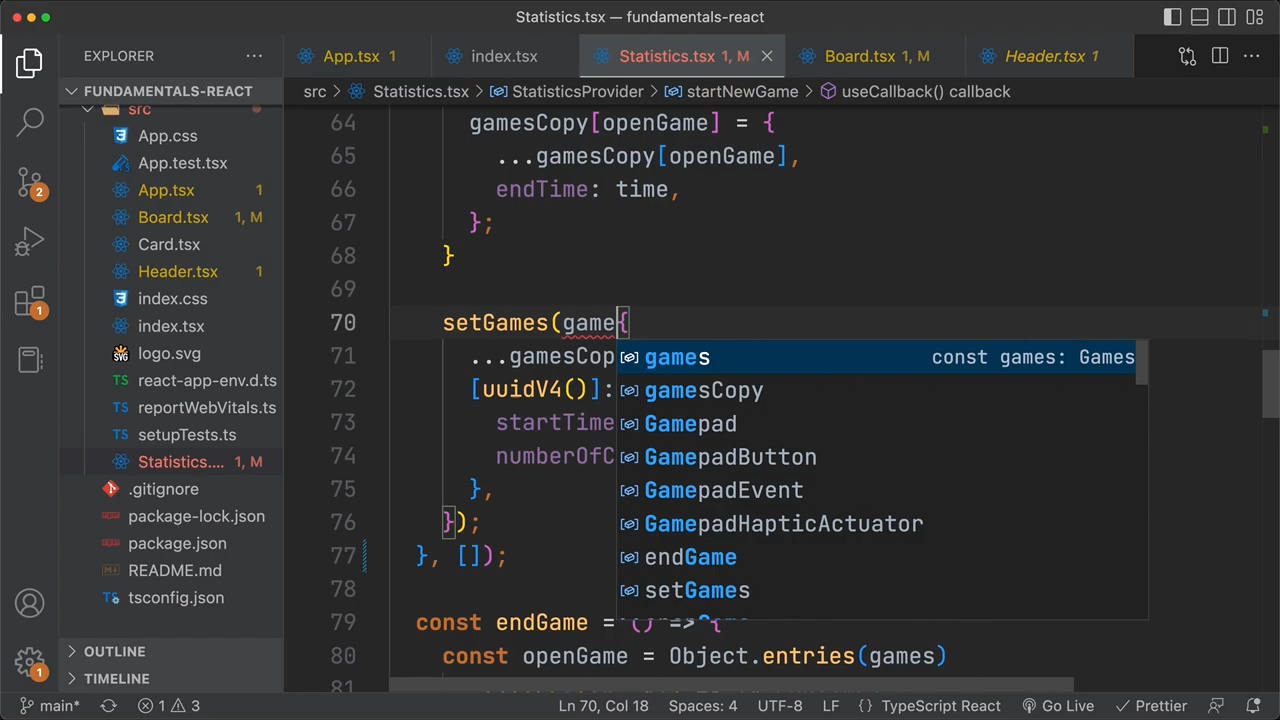 Statistics.tsx — fundamentals-react
EXPLORER
App.tsx 1
index.tsx
Statistics.tsx 1, M
Board.tsx 1, M
Header.tsx 1
FUNDAMENTALS-REACT
src > Statistics.tsx > StatisticsProvider > startNewGame > useCallback() callback
src
App.css
App.test.tsx
App.tsx 1
Board.tsx 1, M
Card.tsx
Header.tsx 1
index.css
index.tsx
logo.svg
TS react-app-env.d.ts
TS reportWebVitals.ts
TS setupTests.ts
Statistics.... 1, M
.gitignore
package-lock.json
package.json
README.md
tsconfig.json
OUTLINE
TIMELINE
2
1
1
64 gamesCopy[openGame] = {
65 ...gamesCopy[openGame],
66 endTime: time,
67 };
68 }
69
70 setGames(game{
71 ...gamesCop
72 [uuidV4()]:
73 startTime
74 numberOfC
75 },
76 });
77 }, []);
78
79 const endGame = () => {
80 const openGame = Object.entries(games)
81
games const games: Games
gamesCopy
Gamepad
GamepadButton
GamepadEvent
GamepadHapticActuator
endGame
setGames
main*
1 3
Ln 70, Col 18
Spaces: 4
UTF-8
LF
{} TypeScript React
Go Live
Prettier